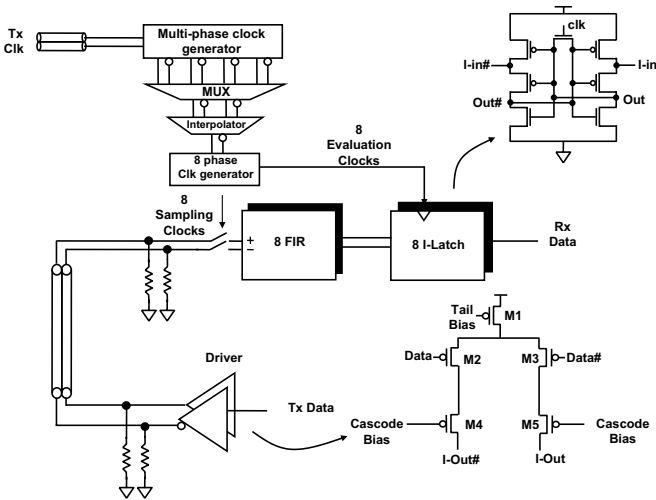 Tx
Clk
Multi-phase clock
generator
MUX
Interpolator
8 phase
Clk generator
8
Evaluation
Clocks
clk
I-in#
I-in
Out#
Out
8
Sampling
Clocks
+
–
8 FIR
8 I-Latch
Rx
Data
Driver
Tx Data
Tail
Bias
M1
Data
M2
M3
Data#
Cascode
Bias
M4
M5
Cascode
Bias
I-Out#
I-Out